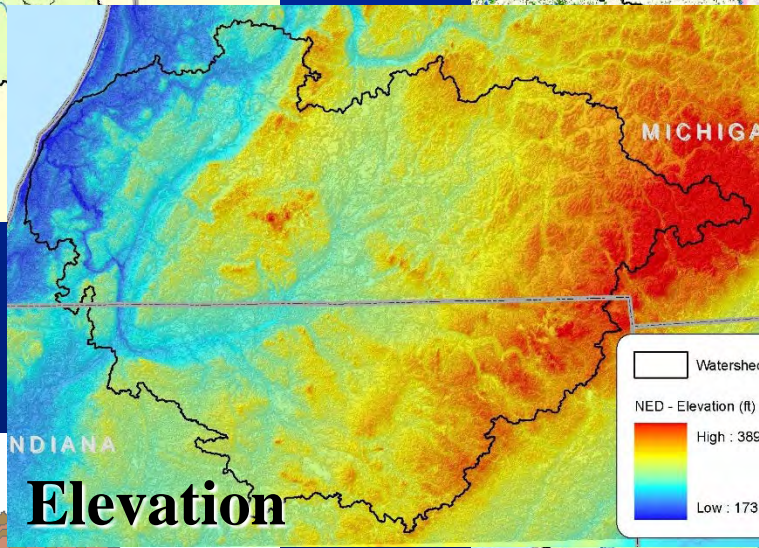 MICHIGA
Watershed
NED - Elevation (ft)
High : 389
Low : 173
NDIANA
Elevation